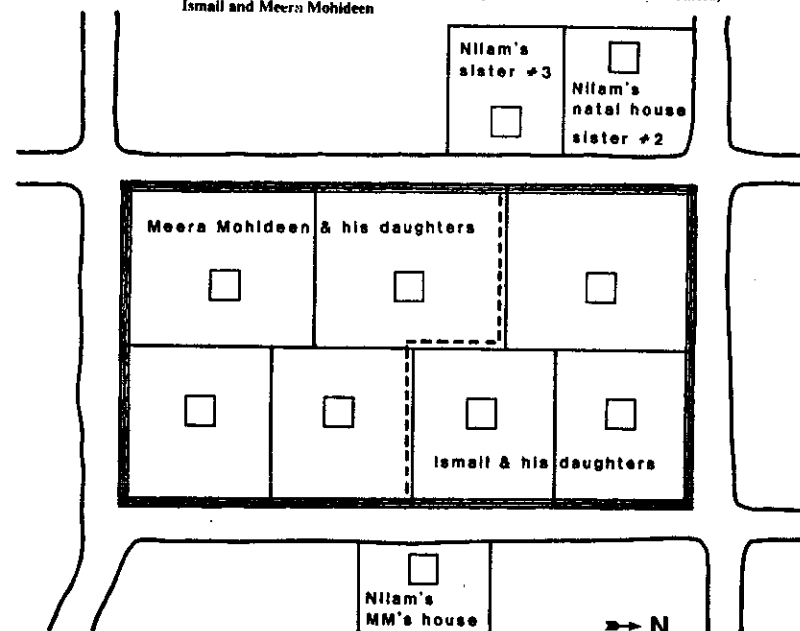 Ismail and Meera Mohideen
Nilam's
sister #3
Nilam's
natal house
sister #2
Meera Mohideen & his daughters
Ismail & his daughters
Nilam's
MM's house
N